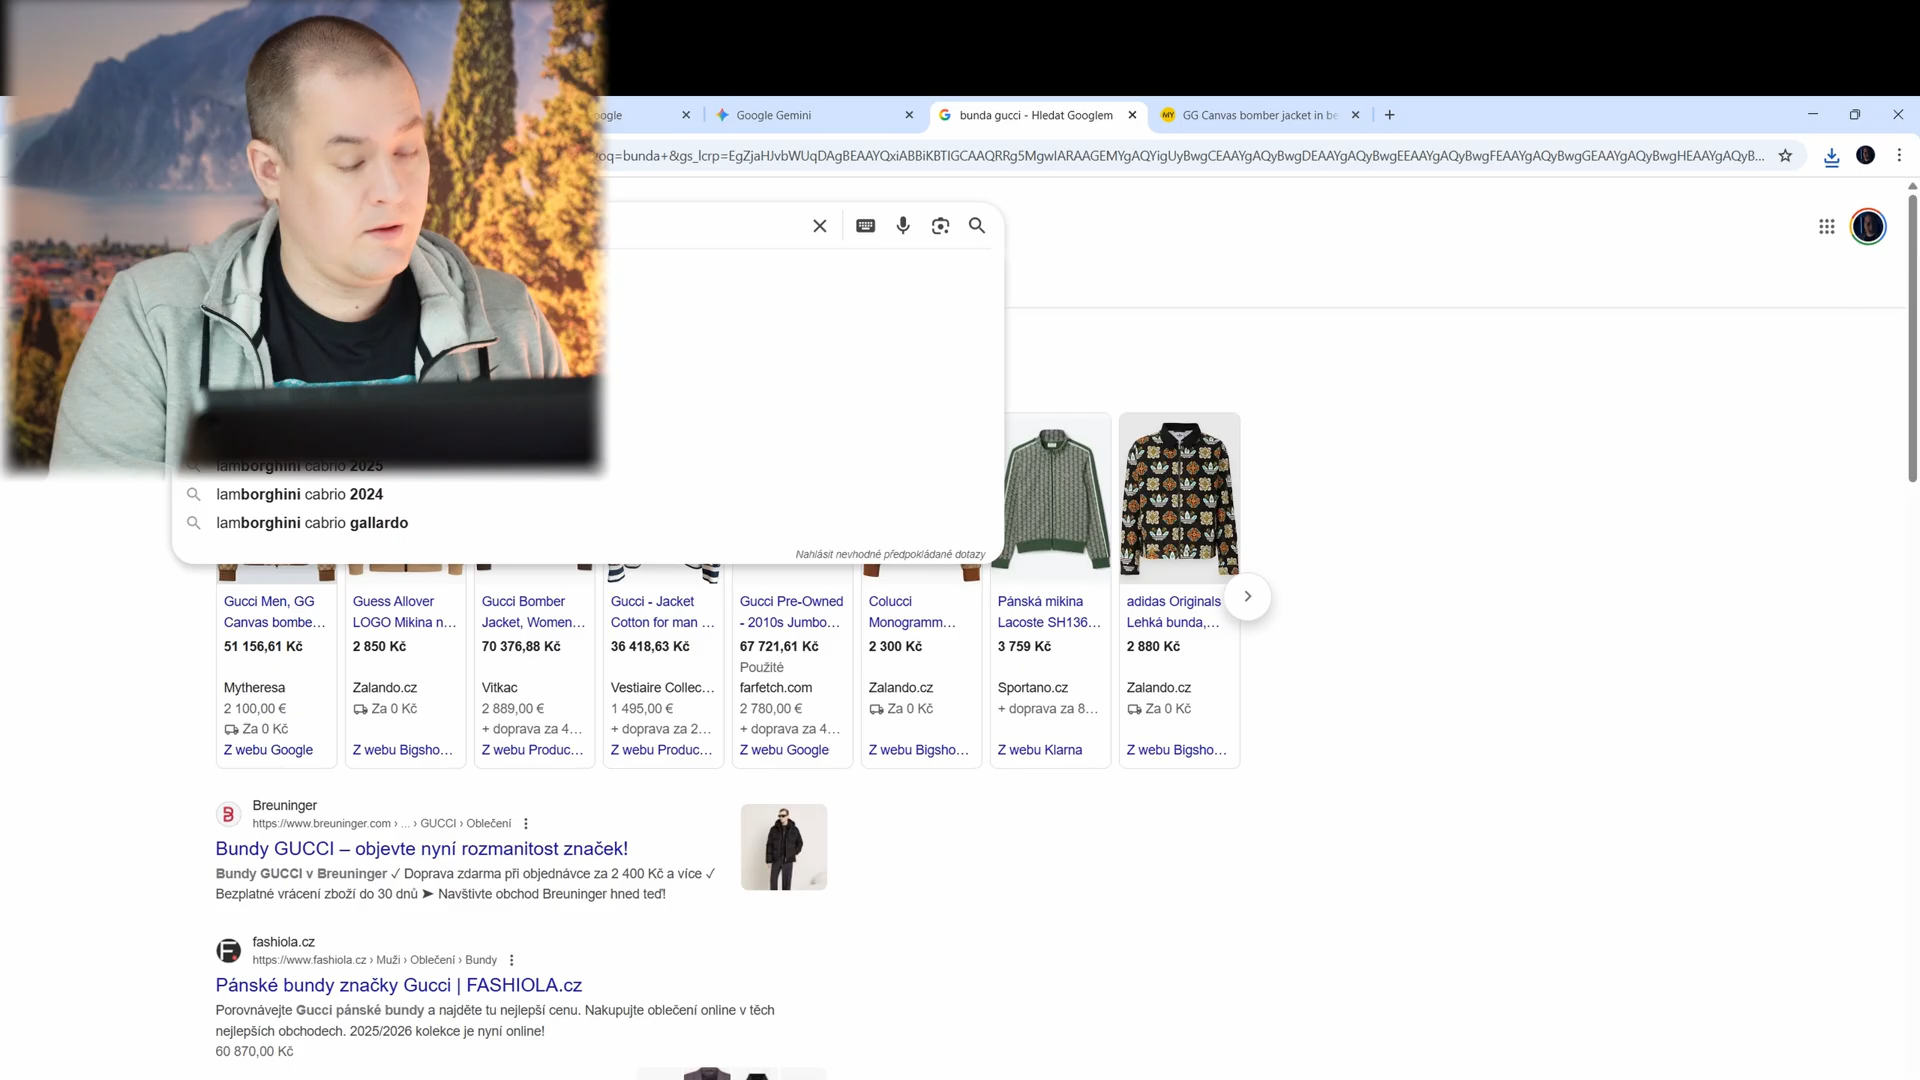 oogle
Google Gemini
bunda gucci - Hledat Googlem
MY
GG Canvas bomber jacket in be
oq=bunda+&gs_lcrp=EgZjaHJvbWUqDAgBEAAYQxiABBiKBTIGCAAQRRg5MgwIARAAGEMYgAQYigUyBwgCEAAYgAQyBwgDEAAYgAQyBwgEEAAYgAQyBwgFEAAYgAQyBwgGEAAYgAQyBwgHEAAYgAQyB...
lamborghini cabrio 2025
lamborghini cabrio 2024
lamborghini cabrio gallardo
Nahlásit nevhodné předpokládané dotazy
Gucci Men, GG
Canvas bombe...
51 156,61 Kč
Mytheresa
2 100,00 €
Za 0 Kč
Z webu Google
Guess Allover
LOGO Mikina n...
2 850 Kč
Zalando.cz
Za 0 Kč
Z webu Bigsho...
Gucci Bomber
Jacket, Women...
70 376,88 Kč
Vitkac
2 889,00 €
+ doprava za 4...
Z webu Produc...
Gucci - Jacket
Cotton for man ...
36 418,63 Kč
Vestiaire Collec...
1 495,00 €
+ doprava za 2...
Z webu Produc...
Gucci Pre-Owned
- 2010s Jumbo...
67 721,61 Kč
Použité
farfetch.com
2 780,00 €
+ doprava za 4...
Z webu Google
Colucci
Monogramm...
2 300 Kč
Zalando.cz
Za 0 Kč
Z webu Bigsho...
Pánská mikina
Lacoste SH136...
3 759 Kč
Sportano.cz
+ doprava za 8...
Z webu Klarna
adidas Originals
Lehká bunda,...
2 880 Kč
Zalando.cz
Za 0 Kč
Z webu Bigsho...
B
Breuninger
https://www.breuninger.com › ... › GUCCI › Oblečení
Bundy GUCCI – objevte nyní rozmanitost značek!
Bundy GUCCI v Breuninger ✓ Doprava zdarma při objednávce za 2 400 Kč a více ✓
Bezplatné vrácení zboží do 30 dnů ➤ Navštivte obchod Breuninger hned teď!
F
fashiola.cz
https://www.fashiola.cz › Muži › Oblečení › Bundy
Pánské bundy značky Gucci | FASHIOLA.cz
Porovnávejte Gucci pánské bundy a najděte tu nejlepší cenu. Nakupujte oblečení online v těch
nejlepších obchodech. 2025/2026 kolekce je nyní online!
60 870,00 Kč